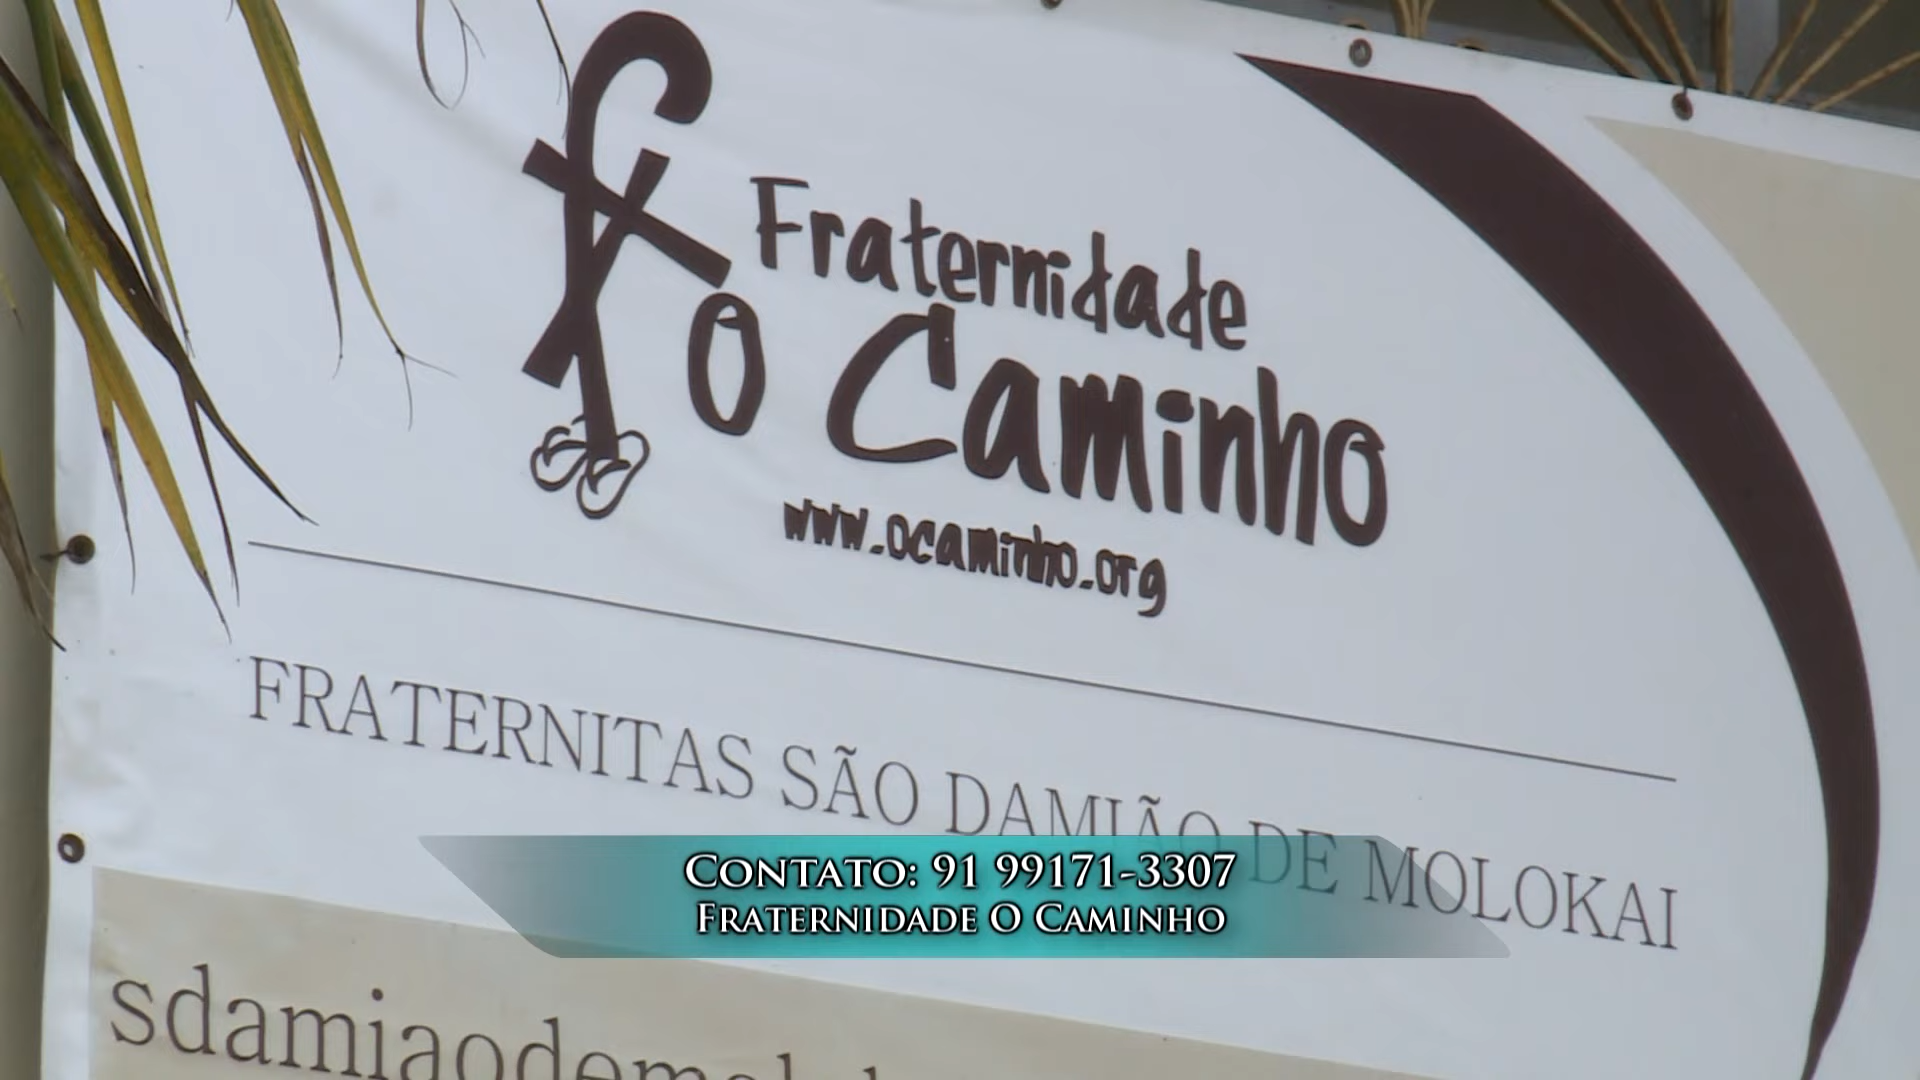 Fraternidade
O Caminho
www.ocaminho.org
FRATERNITAS SÃO DAMIÃO DE MOLOKAI
CONTATO: 91 99171-3307
FRATERNIDADE O CAMINHO